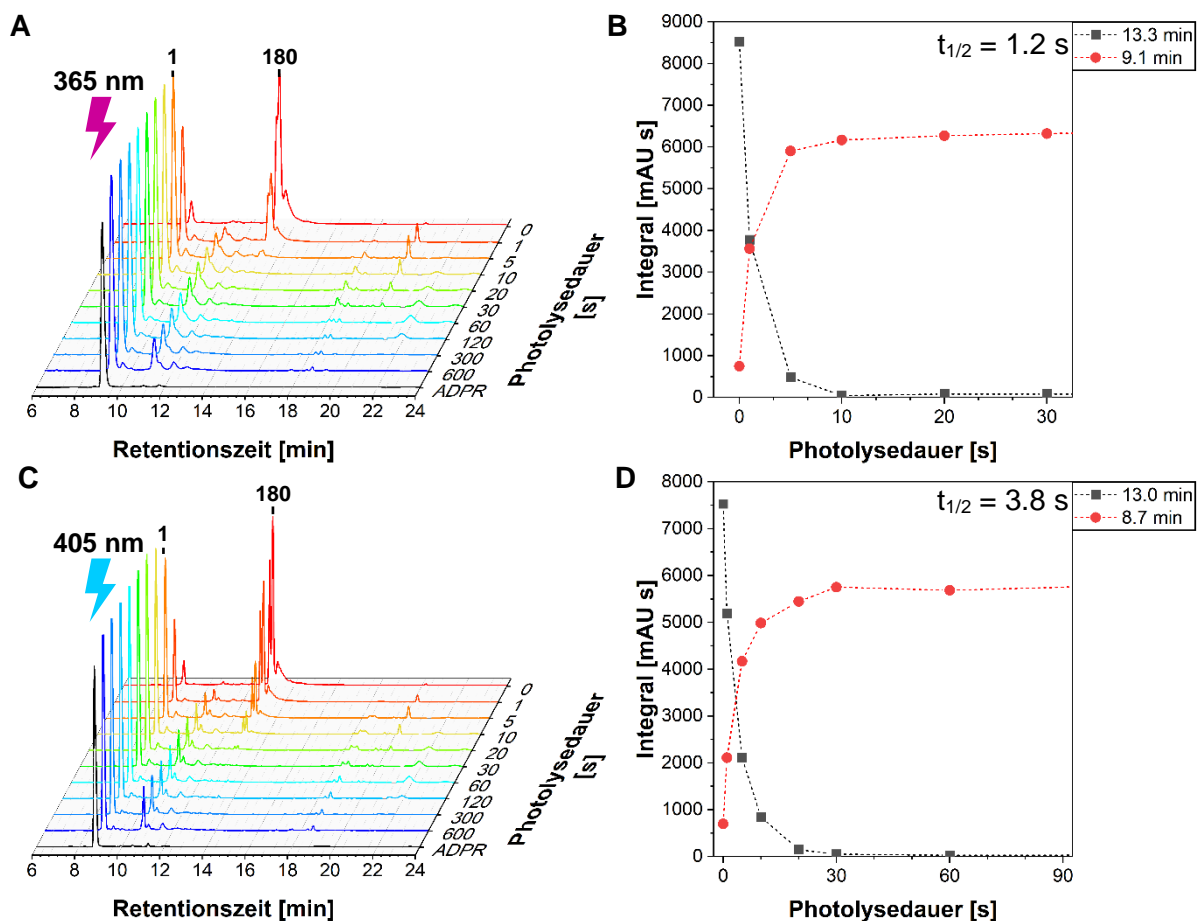 A
365 nm
1
180
0
1
5
10
20
30
60
120
300
600
ADPR
Photolysedauer
[s]
6 8 10 12 14 16 18 20 22 24
Retentionszeit [min]
B
t1/2 = 1.2 s
13.3 min
9.1 min
9000
8000
7000
6000
5000
4000
3000
2000
1000
0
Integral [mAU s]
0 10 20 30
Photolysedauer [s]
C
405 nm
1
180
0
1
5
10
20
30
60
120
300
600
ADPR
Photolysedauer
[s]
6 8 10 12 14 16 18 20 22 24
Retentionszeit [min]
D
t1/2 = 3.8 s
13.0 min
8.7 min
8000
7000
6000
5000
4000
3000
2000
1000
0
Integral [mAU s]
0 30 60 90
Photolysedauer [s]